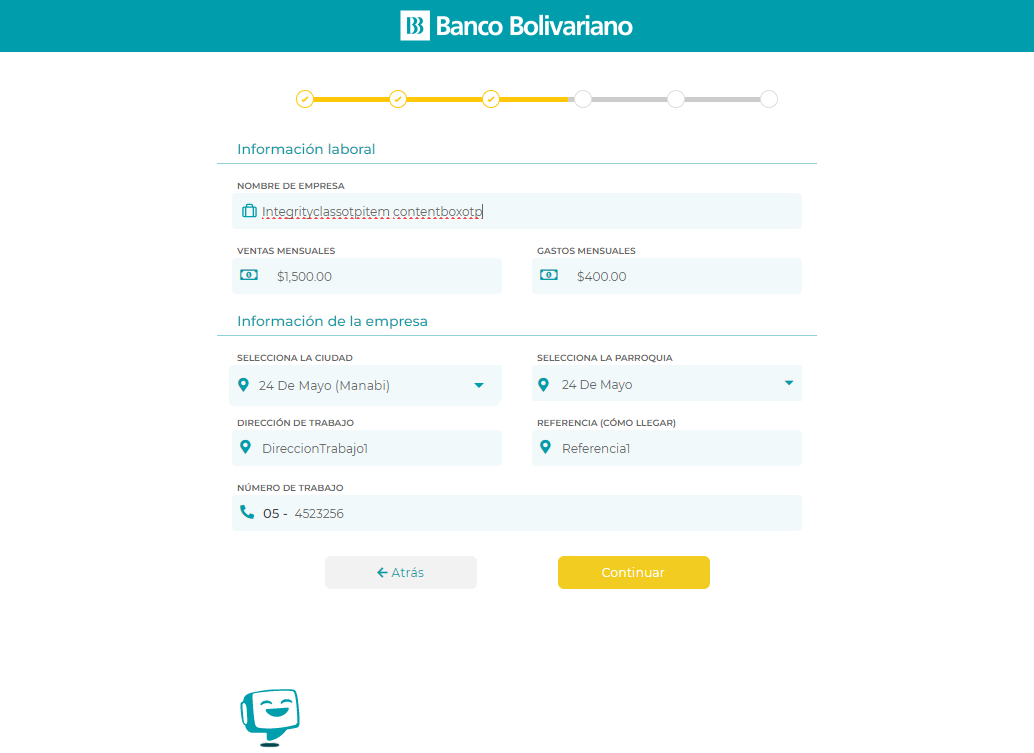 Banco Bolivariano
Información laboral
NOMBRE DE EMPRESA
Integrityclassotpitem contentboxotp
VENTAS MENSUALES
GASTOS MENSUALES
$1,500.00
$400.00
Información de la empresa
SELECCIONA LA CIUDAD
SELECCIONA LA PARROQUIA
24 De Mayo (Manabi)
24 De Mayo
DIRECCIÓN DE TRABAJO
REFERENCIA (CÓMO LLEGAR)
DireccionTrabajo1
Referencia1
NÚMERO DE TRABAJO
05 - 4523256
Atrás
Continuar